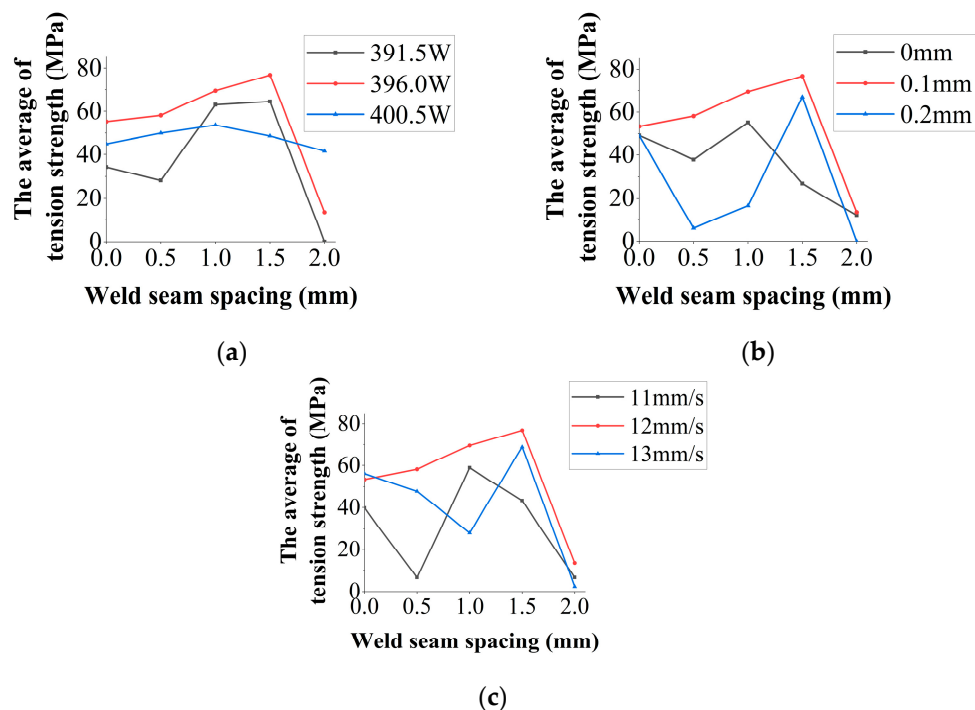 The average of
tension strength (MPa)
80
60
40
20
0
0.0 0.5 1.0 1.5 2.0
Weld seam spacing (mm)
391.5W
396.0W
400.5W
(a)
The average of
tension strength (MPa)
80
60
40
20
0
0.0 0.5 1.0 1.5 2.0
Weld seam spacing (mm)
0mm
0.1mm
0.2mm
(b)
The average of
tension strength (MPa)
80
60
40
20
0
0.0 0.5 1.0 1.5 2.0
Weld seam spacing (mm)
11mm/s
12mm/s
13mm/s
(c)